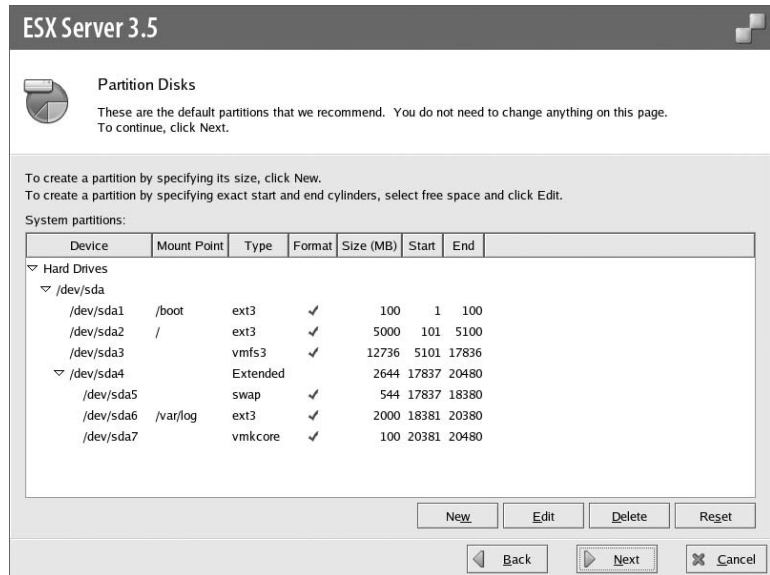 ESX Server 3.5
Partition Disks
These are the default partitions that we recommend. You do not need to change anything on this page.
To continue, click Next.
To create a partition by specifying its size, click New.
To create a partition by specifying exact start and end cylinders, select free space and click Edit.
System partitions:
Device Mount Point Type Format Size (MB) Start End
Hard Drives
/dev/sda
/dev/sda1 /boot ext3 ✓ 100 1 100
/dev/sda2 / ext3 ✓ 5000 101 5100
/dev/sda3 vmfs3 ✓ 12736 5101 17836
/dev/sda4 Extended 2644 17837 20480
/dev/sda5 swap ✓ 544 17837 18380
/dev/sda6 /var/log ext3 ✓ 2000 18381 20380
/dev/sda7 vmkcore ✓ 100 20381 20480
New Edit Delete Reset
Back Next Cancel